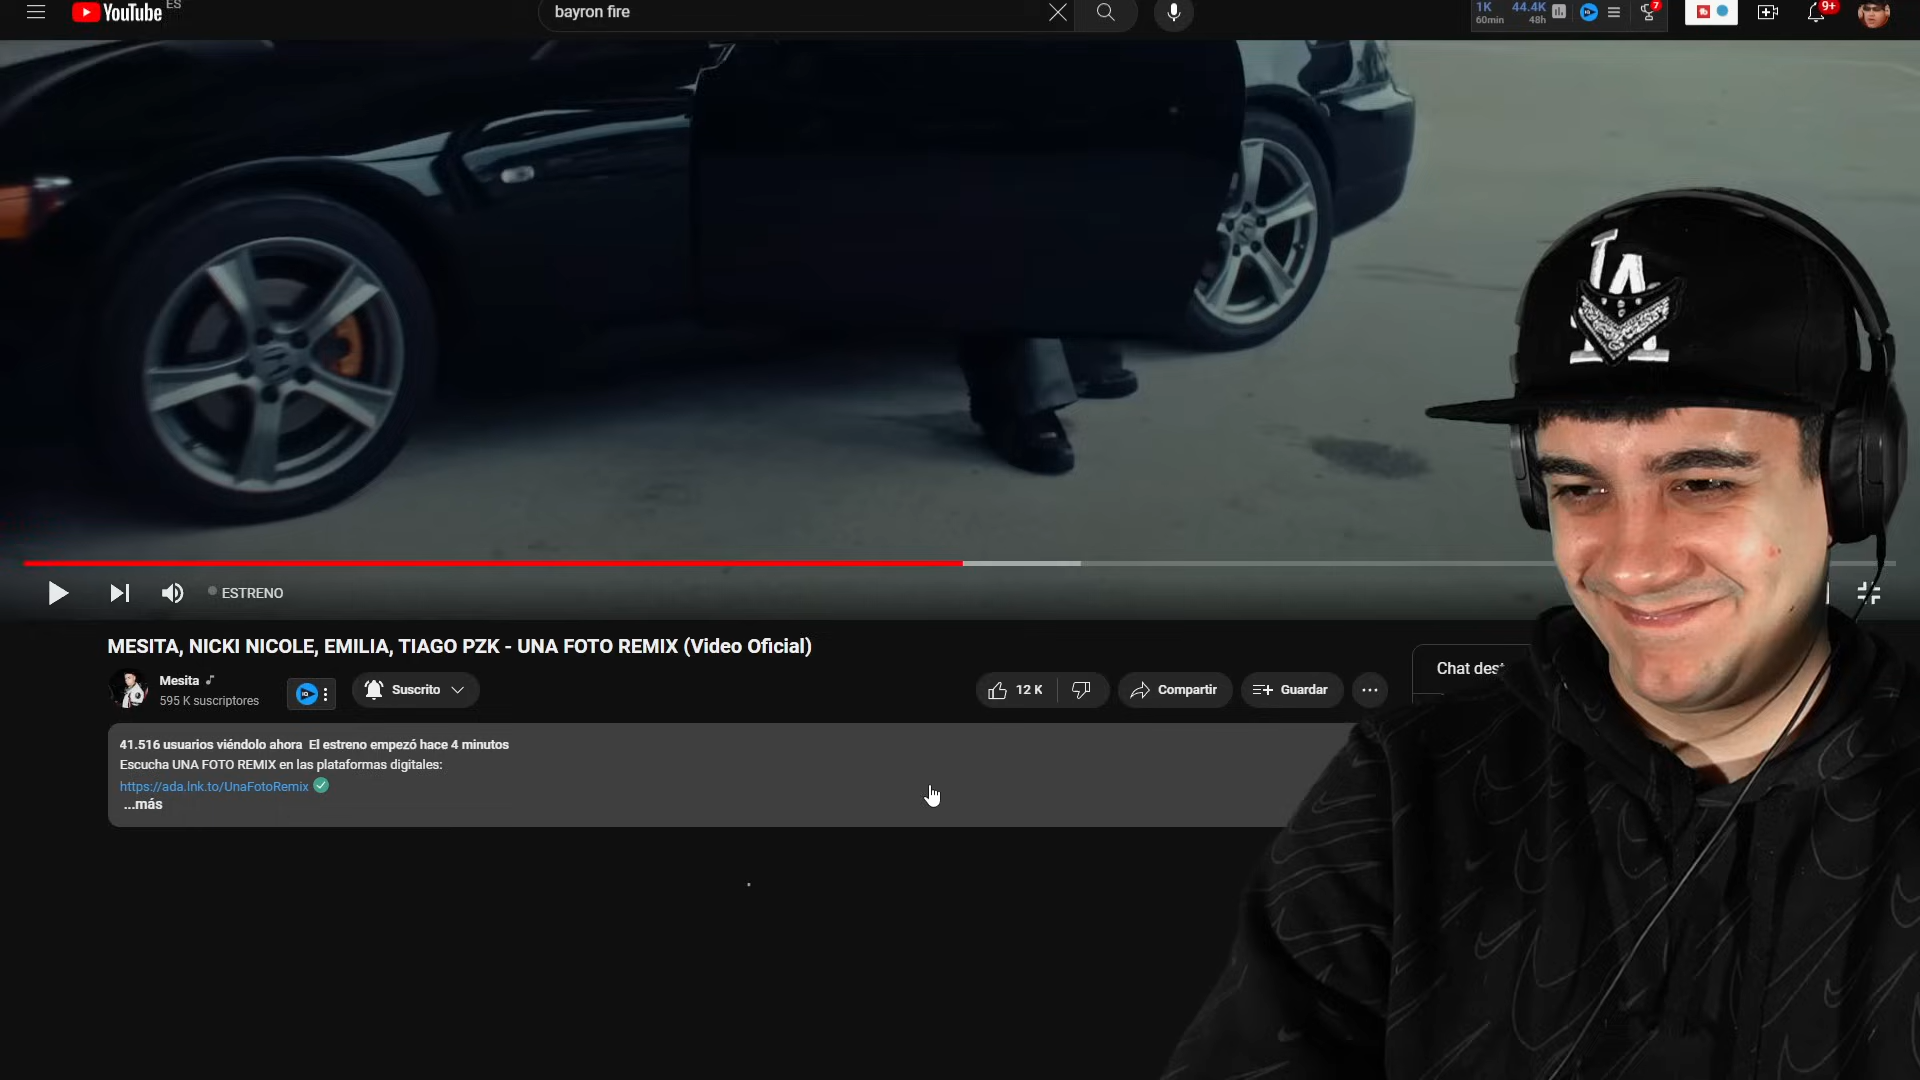 YouTube ES
bayron fire
1K 44.4K
60min 48h
7
9+
LA
ESTRENO
MESITA, NICKI NICOLE, EMILIA, TIAGO PZK - UNA FOTO REMIX (Video Oficial)
Mesita
595 K suscriptores
Suscrito
12 K
Compartir
Guardar
Chat dest
41.516 usuarios viéndolo ahora El estreno empezó hace 4 minutos
Escucha UNA FOTO REMIX en las plataformas digitales:
https://ada.lnk.to/UnaFotoRemix
...más